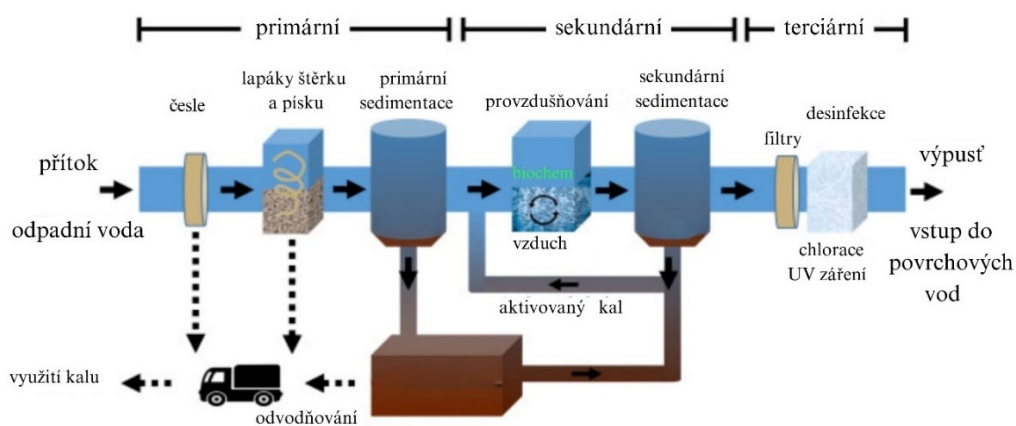 primární
sekundární
terciární
česle
lapáky štěrku
a písku
primární
sedimentace
provzdušňování
sekundární
sedimentace
filtry
desinfekce
přítok
odpadní voda
biochem
vzduch
výpusť
vstup do
povrchových
vod
chlorace
UV záření
aktivovaný kal
využití kalu
odvodňování